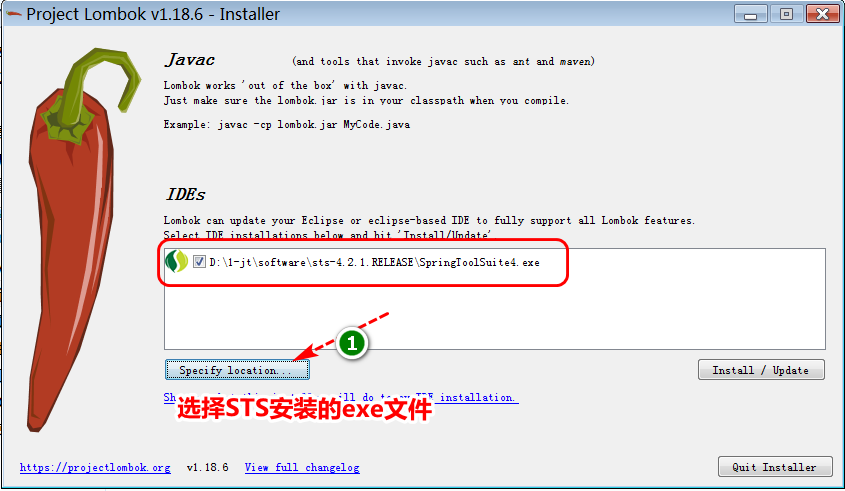 Project Lombok v1.18.6 - Installer
Javac (and tools that invoke javac such as ant and maven)
Lombok works 'out of the box' with javac.
Just make sure the lombok.jar is in your classpath when you compile.
Example: javac -cp lombok.jar MyCode.java
IDEs
Lombok can update your Eclipse or eclipse-based IDE to fully support all Lombok features.
Select IDE installations below and hit 'Install/Update'
D:\1-jt\software\sts-4.2.1.RELEASE\SpringToolSuite4.exe
1
Specify location...
Install / Update
选择STS安装的exe文件
will do to my IDE installation.
https://projectlombok.org v1.18.6 View full changelog
Quit Installer